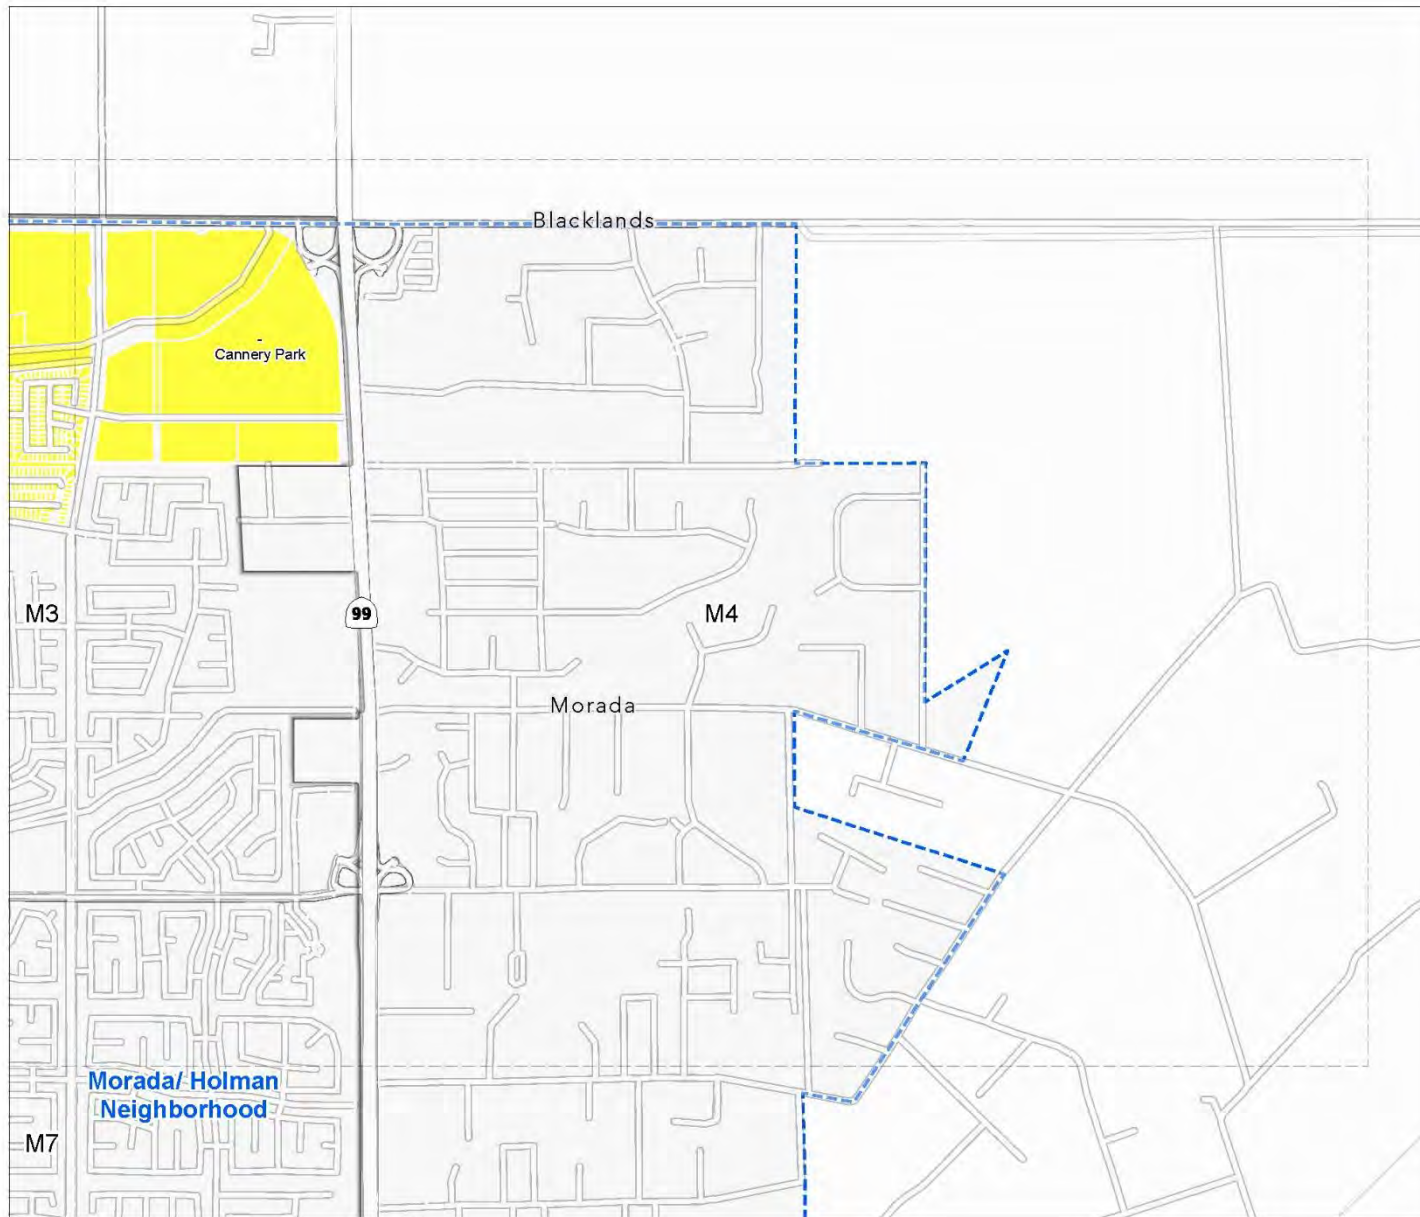 Blacklands
-
Cannery Park
M3
99
M4
Morada
Morada/ Holman
Neighborhood
M7